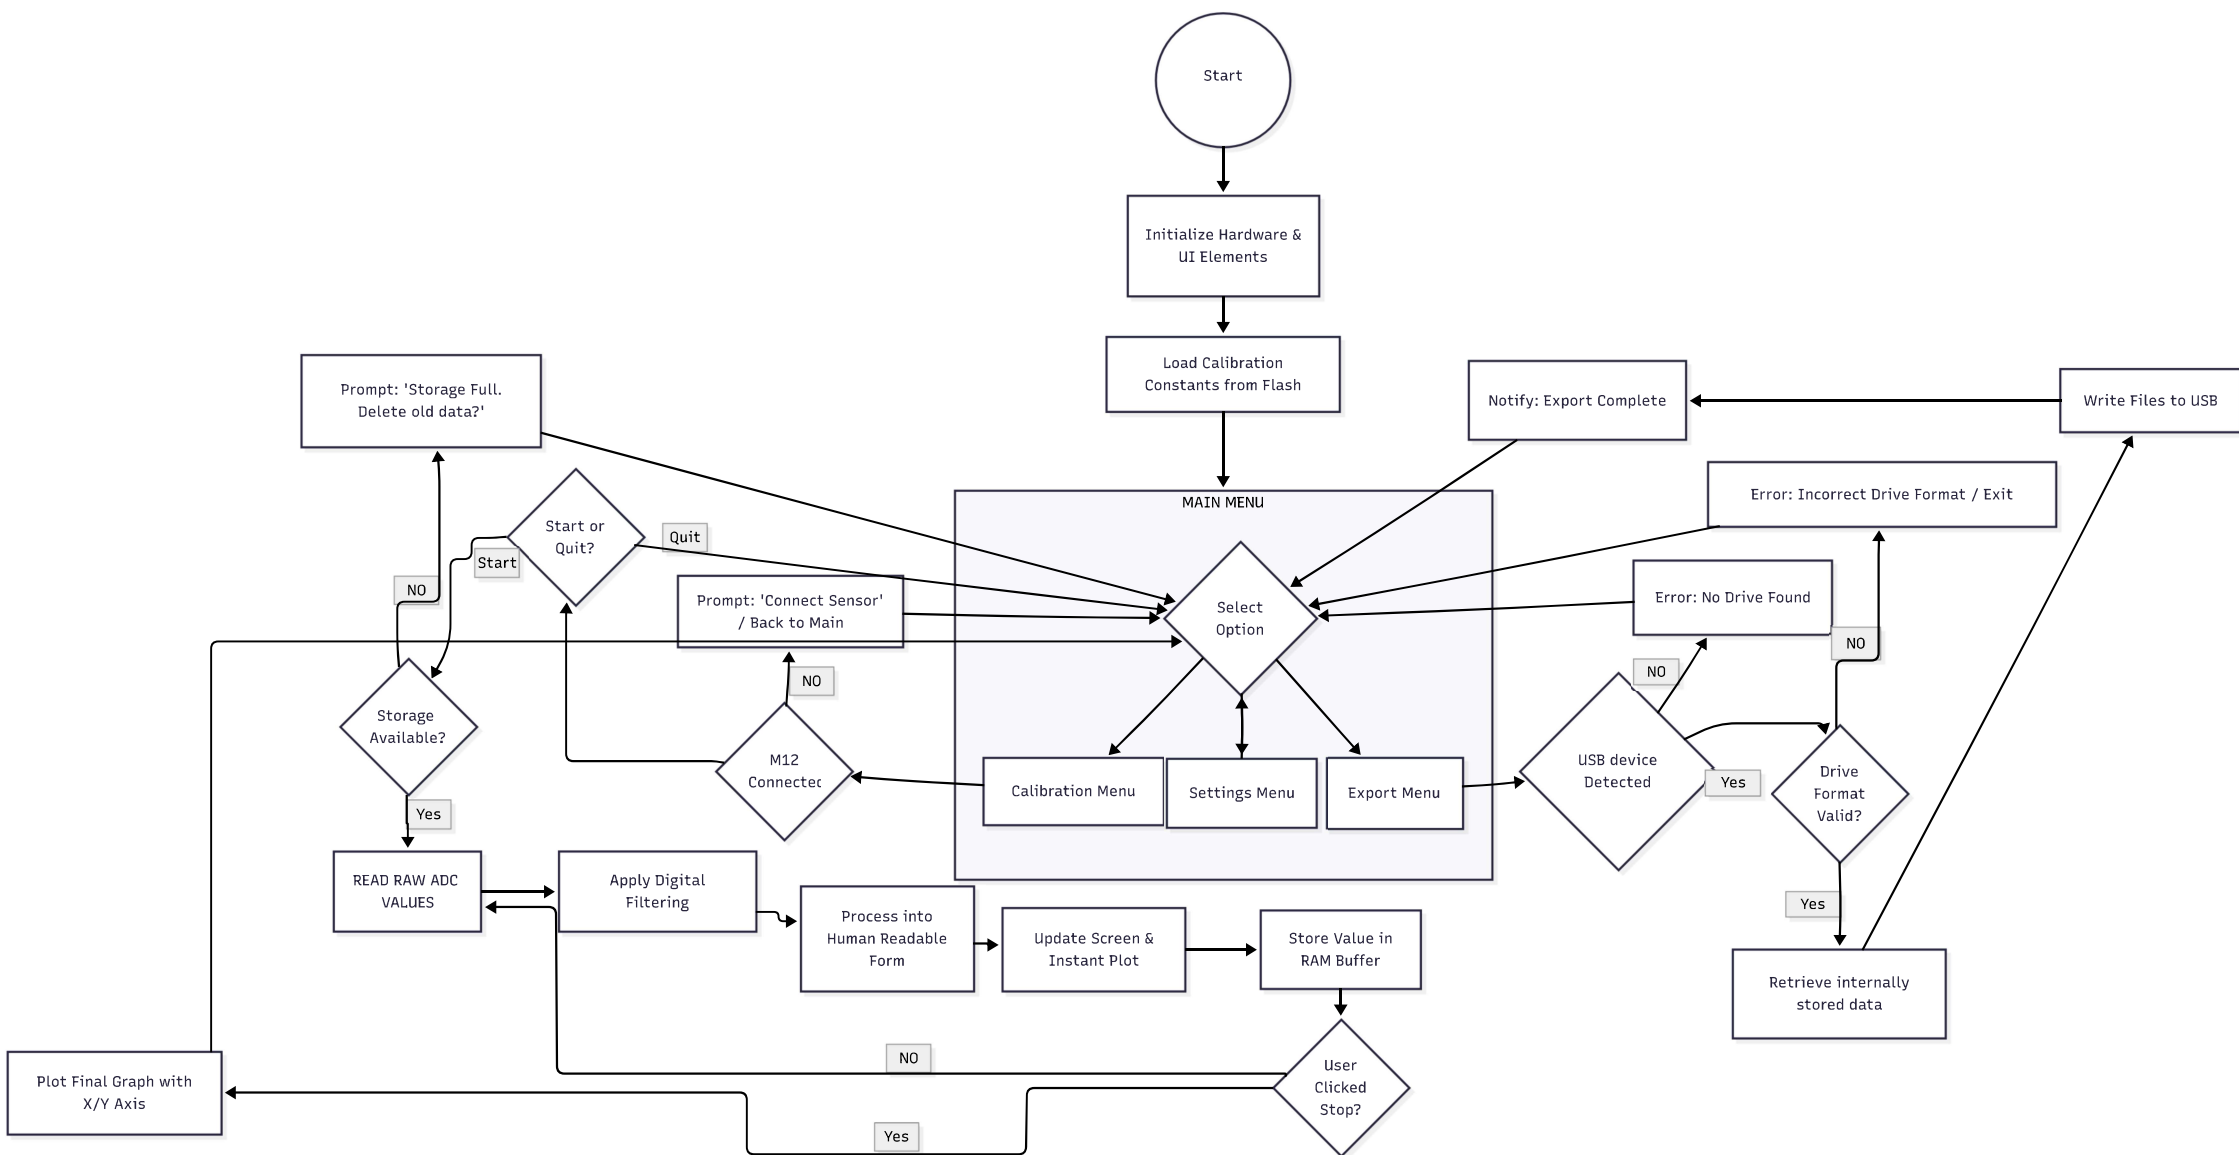 Start
Initialize Hardware &
UI Elements
Load Calibration
Constants from Flash
Prompt: 'Storage Full.
Delete old data?'
Notify: Export Complete
Write Files to USB
Error: Incorrect Drive Format / Exit
MAIN MENU
Start or
Quit?
Quit
Start
NO
Prompt: 'Connect Sensor'
/ Back to Main
Select
Option
Error: No Drive Found
NO
NO
NO
Storage
Available?
M12
Connected
Calibration Menu
Settings Menu
Export Menu
USB device
Detected
Yes
Drive
Format
Valid?
Yes
READ RAW ADC
VALUES
Apply Digital
Filtering
Process into
Human Readable
Form
Update Screen &
Instant Plot
Store Value in
RAM Buffer
Yes
Retrieve internally
stored data
NO
User
Clicked
Stop?
Plot Final Graph with
X/Y Axis
Yes